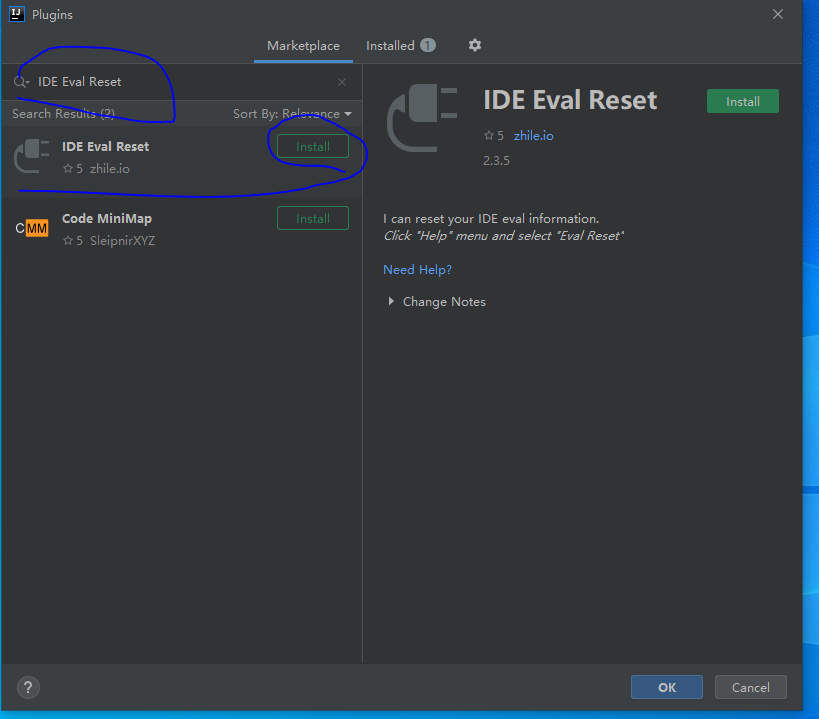 IJ Plugins
Marketplace Installed 1
IDE Eval Reset
Search Results (2) Sort By: Relevance
IDE Eval Reset Install
5 zhile.io
CMM Code MiniMap Install
5 SleipnirXYZ
IDE Eval Reset Install
5 zhile.io
2.3.5
I can reset your IDE eval information.
Click "Help" menu and select "Eval Reset"
Need Help?
Change Notes
? OK Cancel